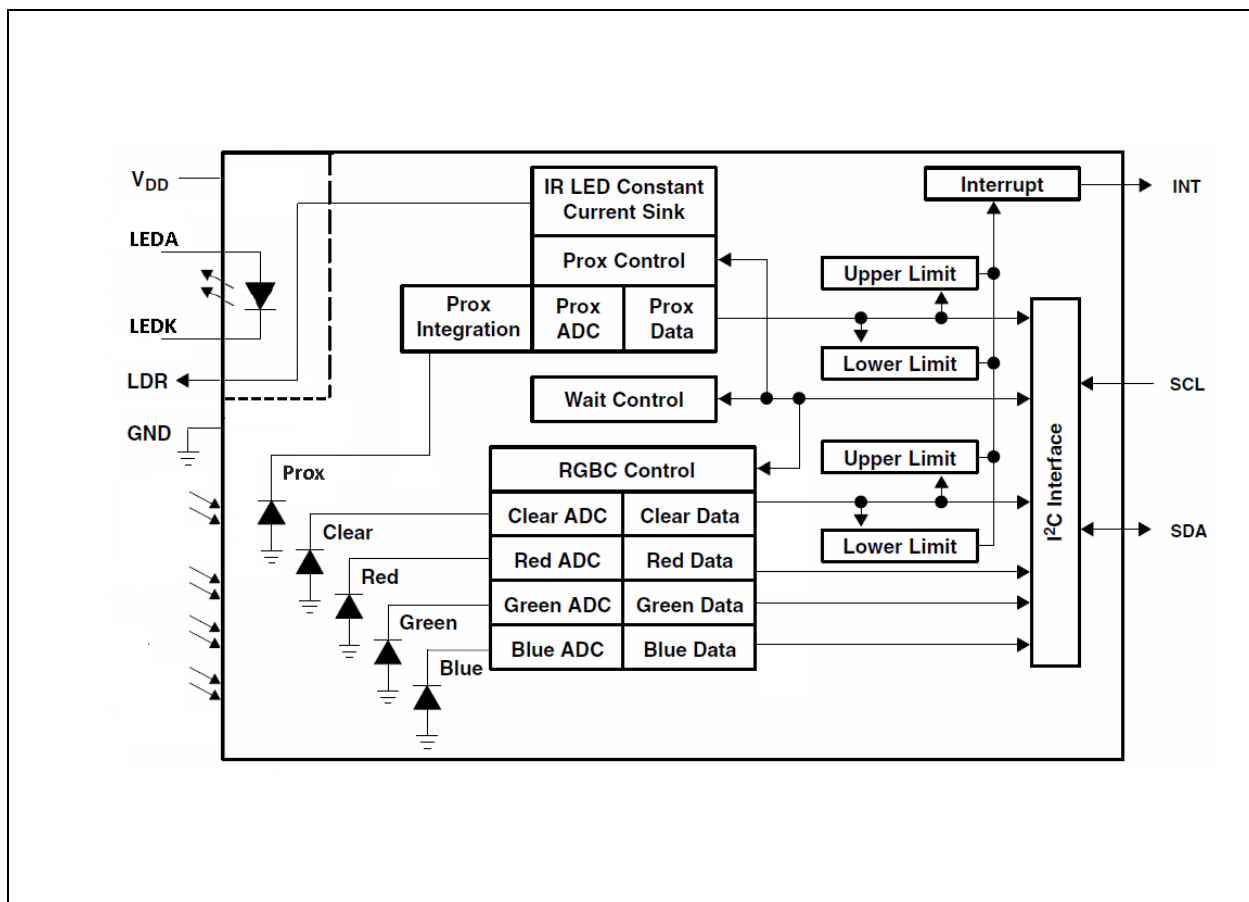 V_DD
LEDA
LEDK
LDR
GND
IR LED Constant
Current Sink
Prox Control
Prox
Integration
Prox
ADC
Prox
Data
Wait Control
RGBC Control
Clear ADC
Clear Data
Red ADC
Red Data
Green ADC
Green Data
Blue ADC
Blue Data
Prox
Clear
Red
Green
Blue
Interrupt
Upper Limit
Lower Limit
Upper Limit
Lower Limit
I²C Interface
INT
SCL
SDA